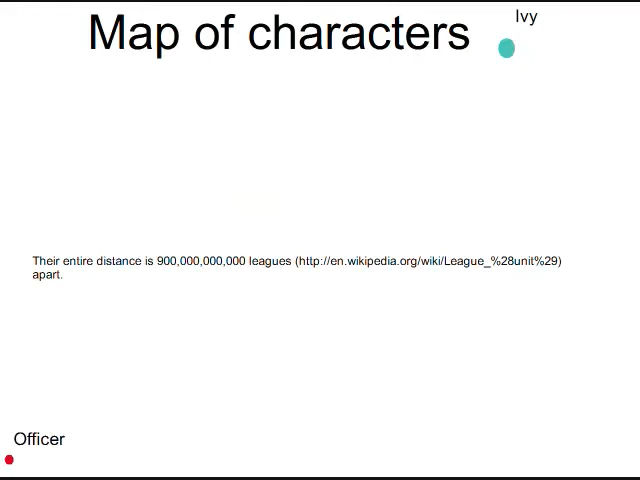 Ivy
Map of characters
Their entire distance is 900,000,000,000 leagues (http://en.wikipedia.org/wiki/League_%28unit%29)
apart.
Officer